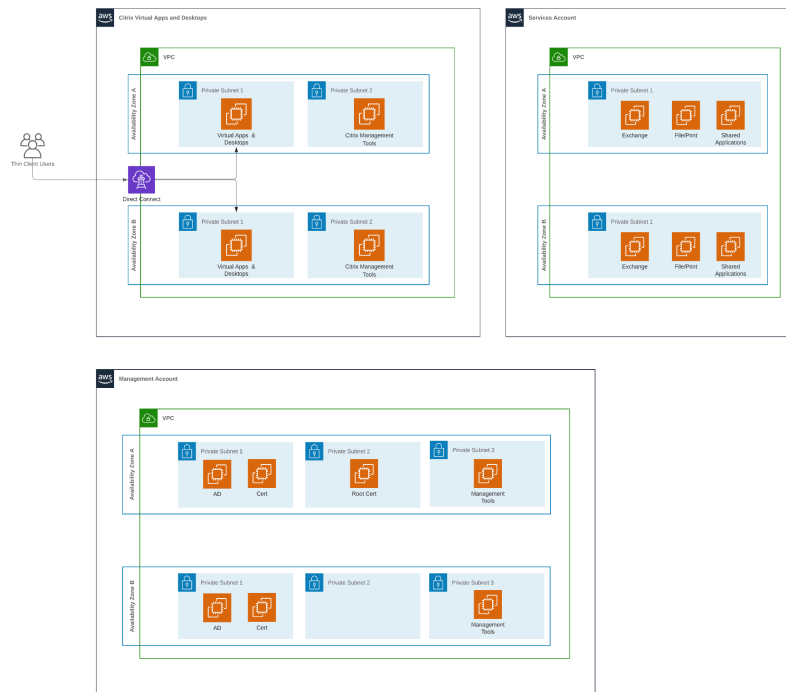 aws
Citrix Virtual Apps and Desktops
VPC
Availability Zone A
Private Subnet 1
Virtual Apps &
Desktops
Private Subnet 2
Citrix Management
Tools
Thin Client Users
Direct Connect
Availability Zone B
Private Subnet 1
Virtual Apps &
Desktops
Private Subnet 2
Citrix Management
Tools
aws
Services Account
VPC
Availability Zone A
Private Subnet 1
Exchange
File/Print
Shared
Applications
Availability Zone B
Private Subnet 1
Exchange
File/Print
Shared
Applications
aws
Management Account
VPC
Availability Zone A
Private Subnet 1
AD
Cert
Private Subnet 2
Root Cert
Private Subnet 3
Management
Tools
Availability Zone B
Private Subnet 1
AD
Cert
Private Subnet 2
Private Subnet 3
Management
Tools